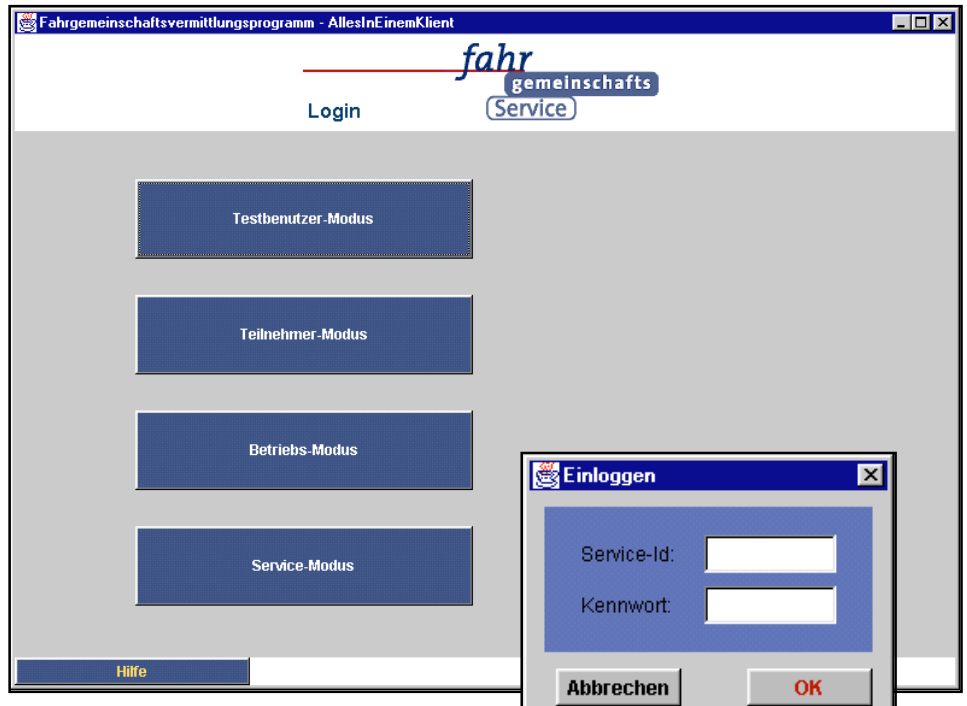 Fahrgemeinschaftsvermittlungsprogramm - AllesInEinemKlient
fahr
gemeinschafts
Login
Service
Testbenutzer-Modus
Teilnehmer-Modus
Betriebs-Modus
Service-Modus
Einloggen
Service-Id:
Kennwort:
Hilfe
Abbrechen
OK